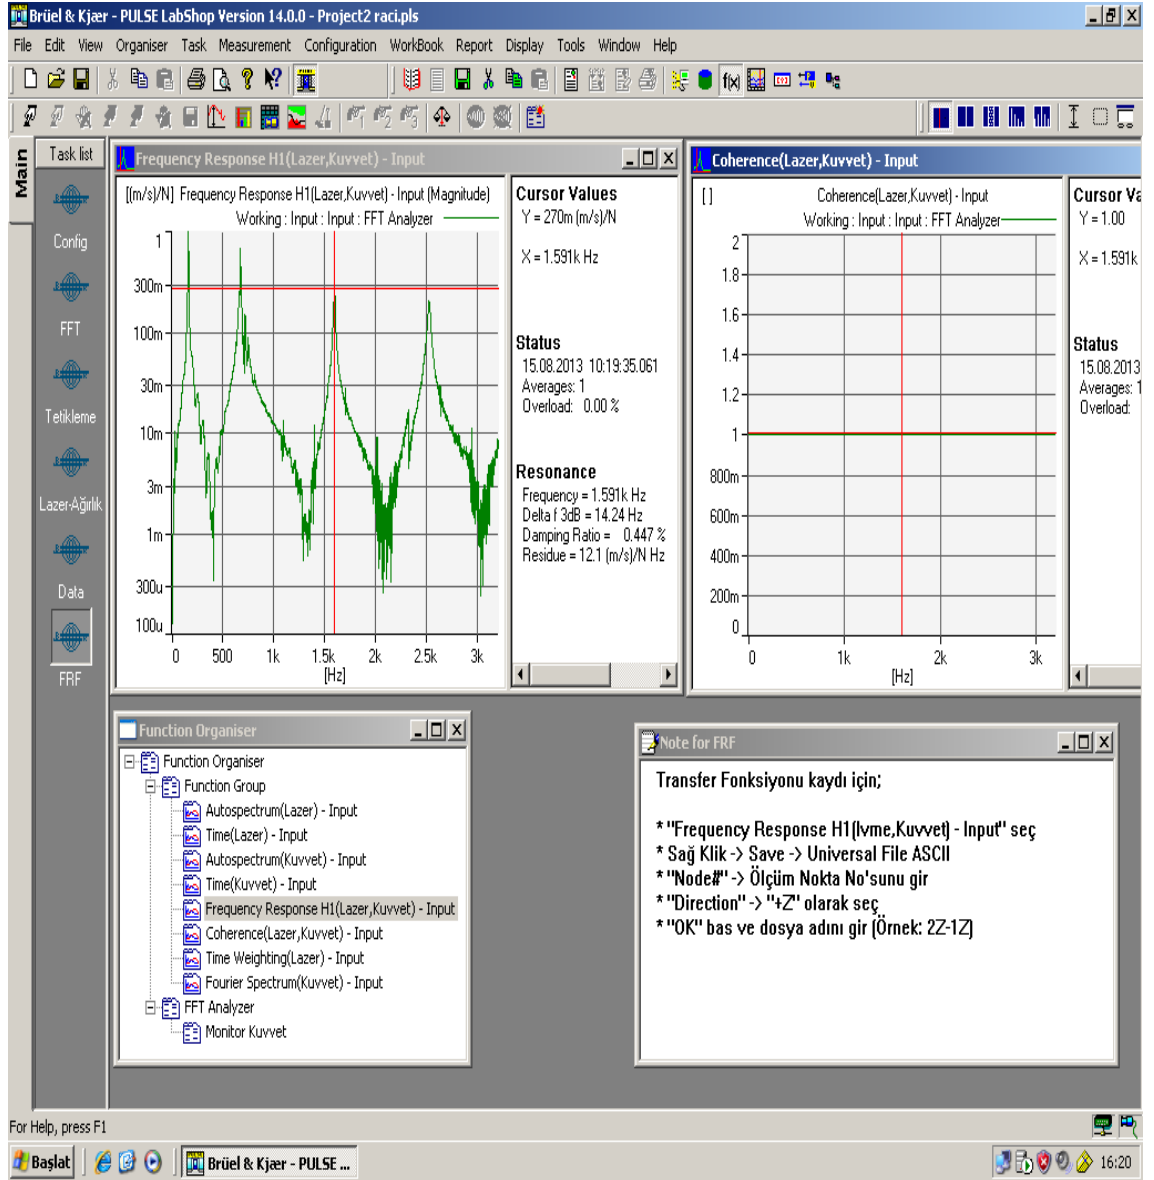 Brüel & Kjær - PULSE LabShop Version 14.0.0 - Project2 raci.pls
File Edit View Organiser Task Measurement Configuration WorkBook Report Display Tools Window Help
Main
Task list
Config
FFT
Tetikleme
Lazer-Ağırlık
Data
FRF
Frequency Response H1(Lazer,Kuvvet) - Input
[(m/s)/N] Frequency Response H1(Lazer,Kuvvet) - Input (Magnitude)
Working : Input : Input : FFT Analyzer
1
300m
100m
30m
10m
3m
1m
300u
100u
0 500 1k 1.5k 2k 2.5k 3k
[Hz]
Cursor Values
Y = 270m (m/s)/N
X = 1.591k Hz
Status
15.08.2013 10:19:35.061
Averages: 1
Overload: 0.00 %
Resonance
Frequency = 1.591k Hz
Delta f 3dB = 14.24 Hz
Damping Ratio = 0.447 %
Residue = 12.1 (m/s)/N Hz
Coherence(Lazer,Kuvvet) - Input
[ ] Coherence(Lazer,Kuvvet) - Input
Working : Input : Input : FFT Analyzer
2
1.8
1.6
1.4
1.2
1
800m
600m
400m
200m
0
0 1k 2k 3k
[Hz]
Cursor Va
Y = 1.00
X = 1.591k
Status
15.08.2013
Averages: 1
Overload:
Function Organiser
Function Organiser
Function Group
Autospectrum(Lazer) - Input
Time(Lazer) - Input
Autospectrum(Kuvvet) - Input
Time(Kuvvet) - Input
Frequency Response H1(Lazer,Kuvvet) - Input
Coherence(Lazer,Kuvvet) - Input
Time Weighting(Lazer) - Input
Fourier Spectrum(Kuvvet) - Input
FFT Analyzer
Monitor Kuvvet
Note for FRF
Transfer Fonksiyonu kaydı için;
* "Frequency Response H1(Ivme,Kuvvet) - Input" seç
* Sağ Klik -> Save -> Universal File ASCII
* "Node#" -> Ölçüm Nokta No'sunu gir
* "Direction" -> "+Z" olarak seç
* "OK" bas ve dosya adını gir (Örnek: 2Z-1Z)
For Help, press F1
Başlat
Brüel & Kjær - PULSE ...
16:20